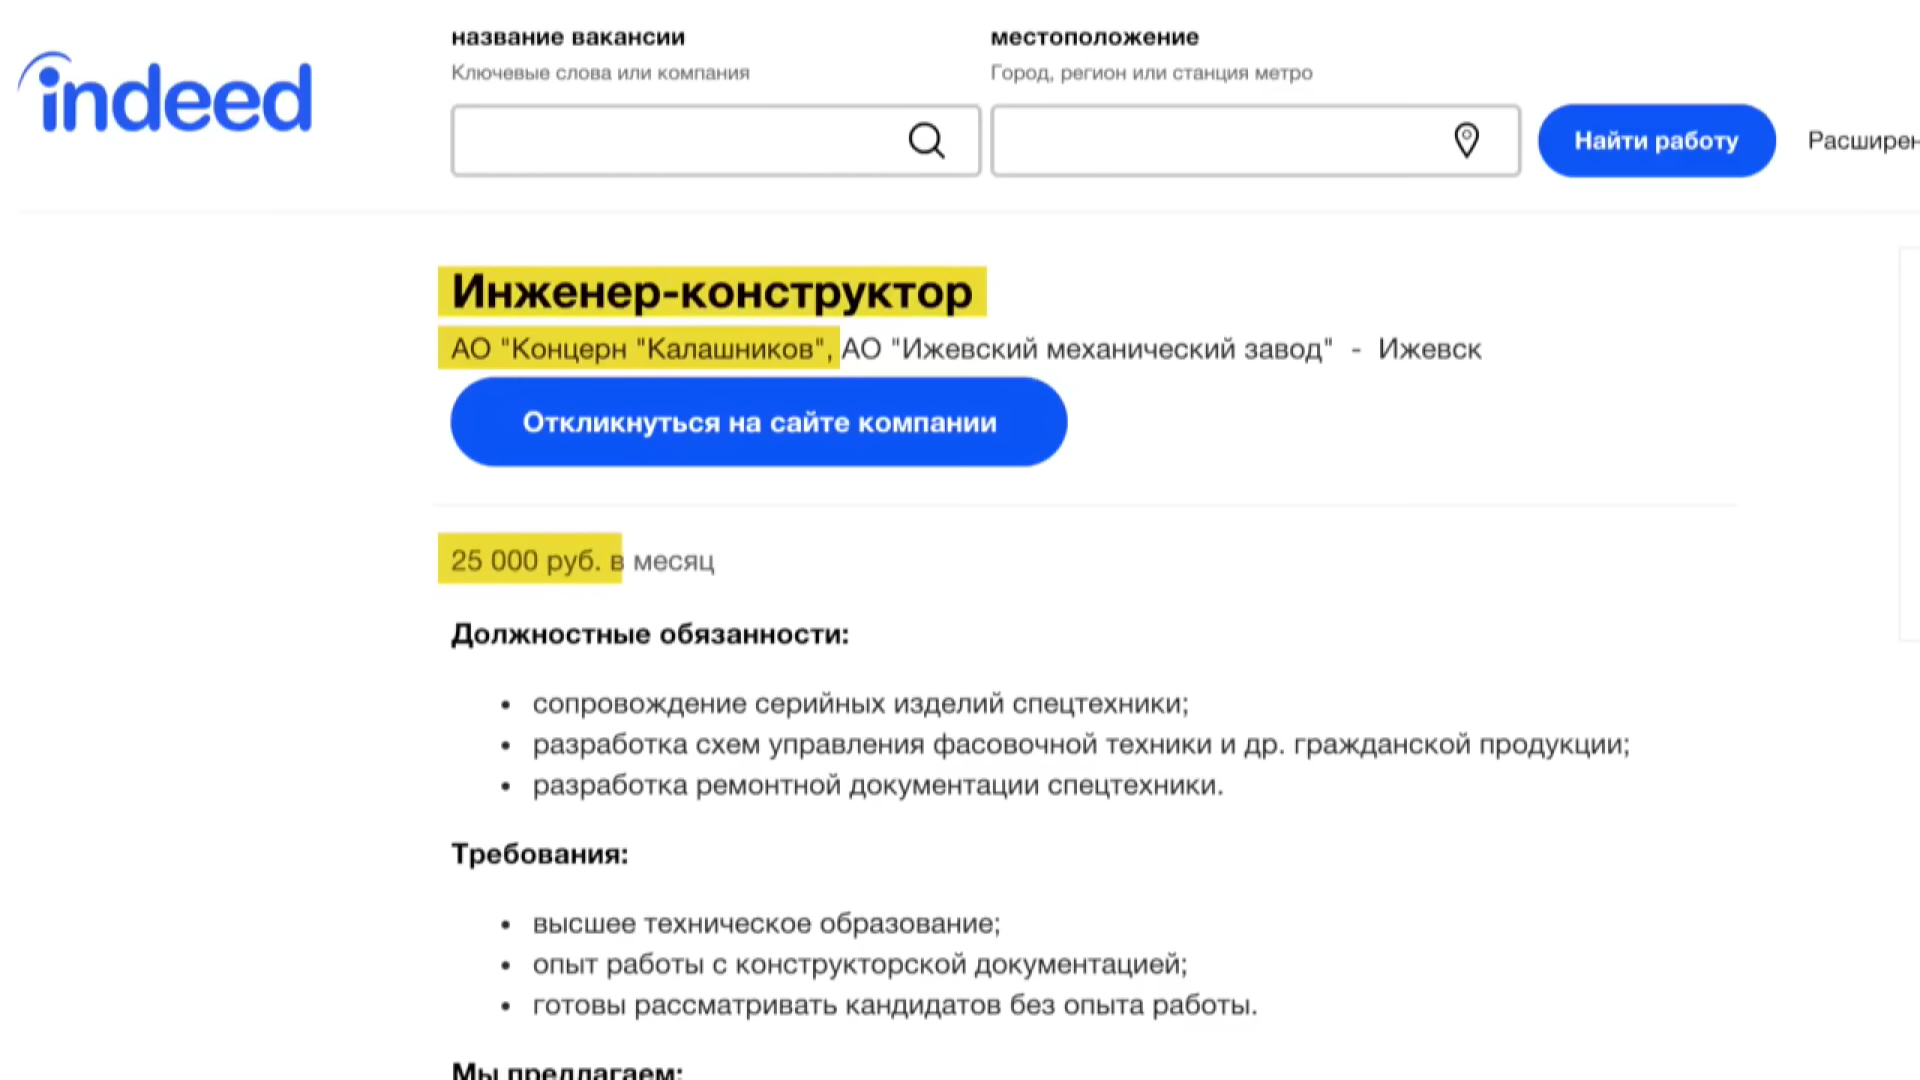 indeed
название вакансии
Ключевые слова или компания
местоположение
Город, регион или станция метро
Найти работу
Расширен
Инженер-конструктор
АО "Концерн "Калашников", АО "Ижевский механический завод" - Ижевск
Откликнуться на сайте компании
25 000 руб. в месяц
Должностные обязанности:
• сопровождение серийных изделий спецтехники;
• разработка схем управления фасовочной техники и др. гражданской продукции;
• разработка ремонтной документации спецтехники.
Требования:
• высшее техническое образование;
• опыт работы с конструкторской документацией;
• готовы рассматривать кандидатов без опыта работы.
Мы предлагаем: